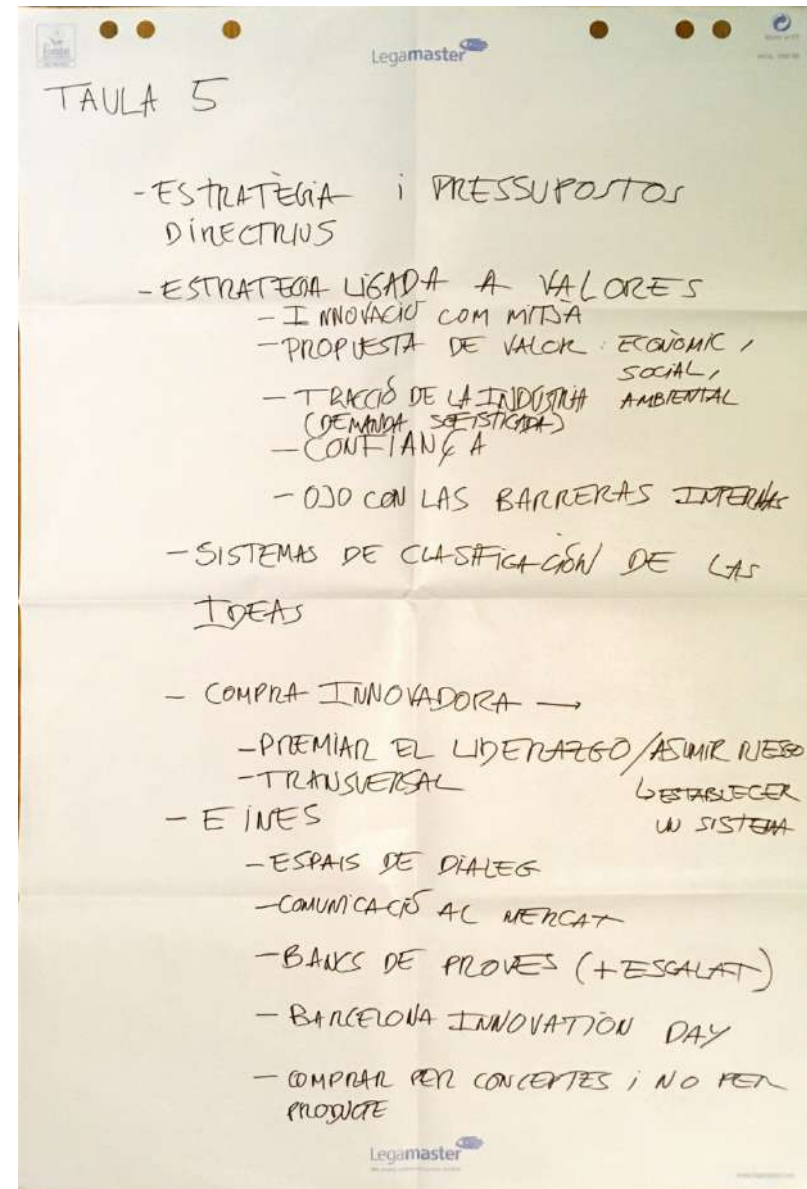 Legamaster
TAULA 5
- ESTRATÈGIA i PRESSUPOSTOS
DIRECTRIUS
- ESTRATEGIA LIGADA A VALORES
- INNOVACIÓ COM MITJÀ
- PROPUESTA DE VALOR: ECONÒMIC,
SOCIAL,
- TRACCIÓ DE LA INDÚSTRIA AMBIENTAL
(DEMANDA SOFISTICADA)
- CONFIANÇA
- OJO CON LAS BARRERAS INTERNAS
- SISTEMAS DE CLASIFICACIÓN DE LAS
IDEAS
- COMPRA INNOVADORA →
- PREMIAR EL LIDERAZGO/ASUMIR RIESGO
- TRANSVERSAL ↳ ESTABLECER
- EINES UN SISTEMA
- ESPAIS DE DIÀLEG
- COMUNICACIÓ AL MERCAT
- BANCS DE PROVES (+ESCALAT)
- BARCELONA INNOVATION DAY
- COMPRAR PER CONCEPTES i NO PER
PRODUCTE
Legamaster